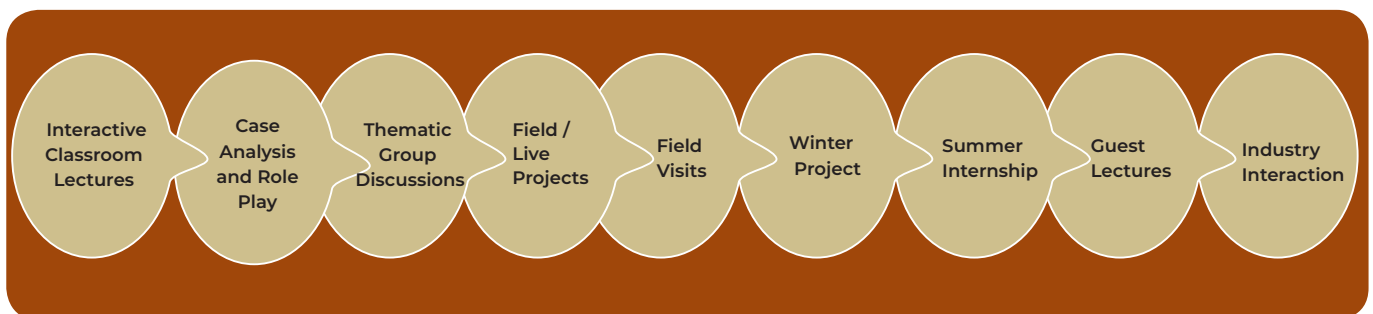 Interactive
Classroom
Lectures
Case
Analysis
and Role
Play
Thematic
Group
Discussions
Field /
Live
Projects
Field
Visits
Winter
Project
Summer
Internship
Guest
Lectures
Industry
Interaction